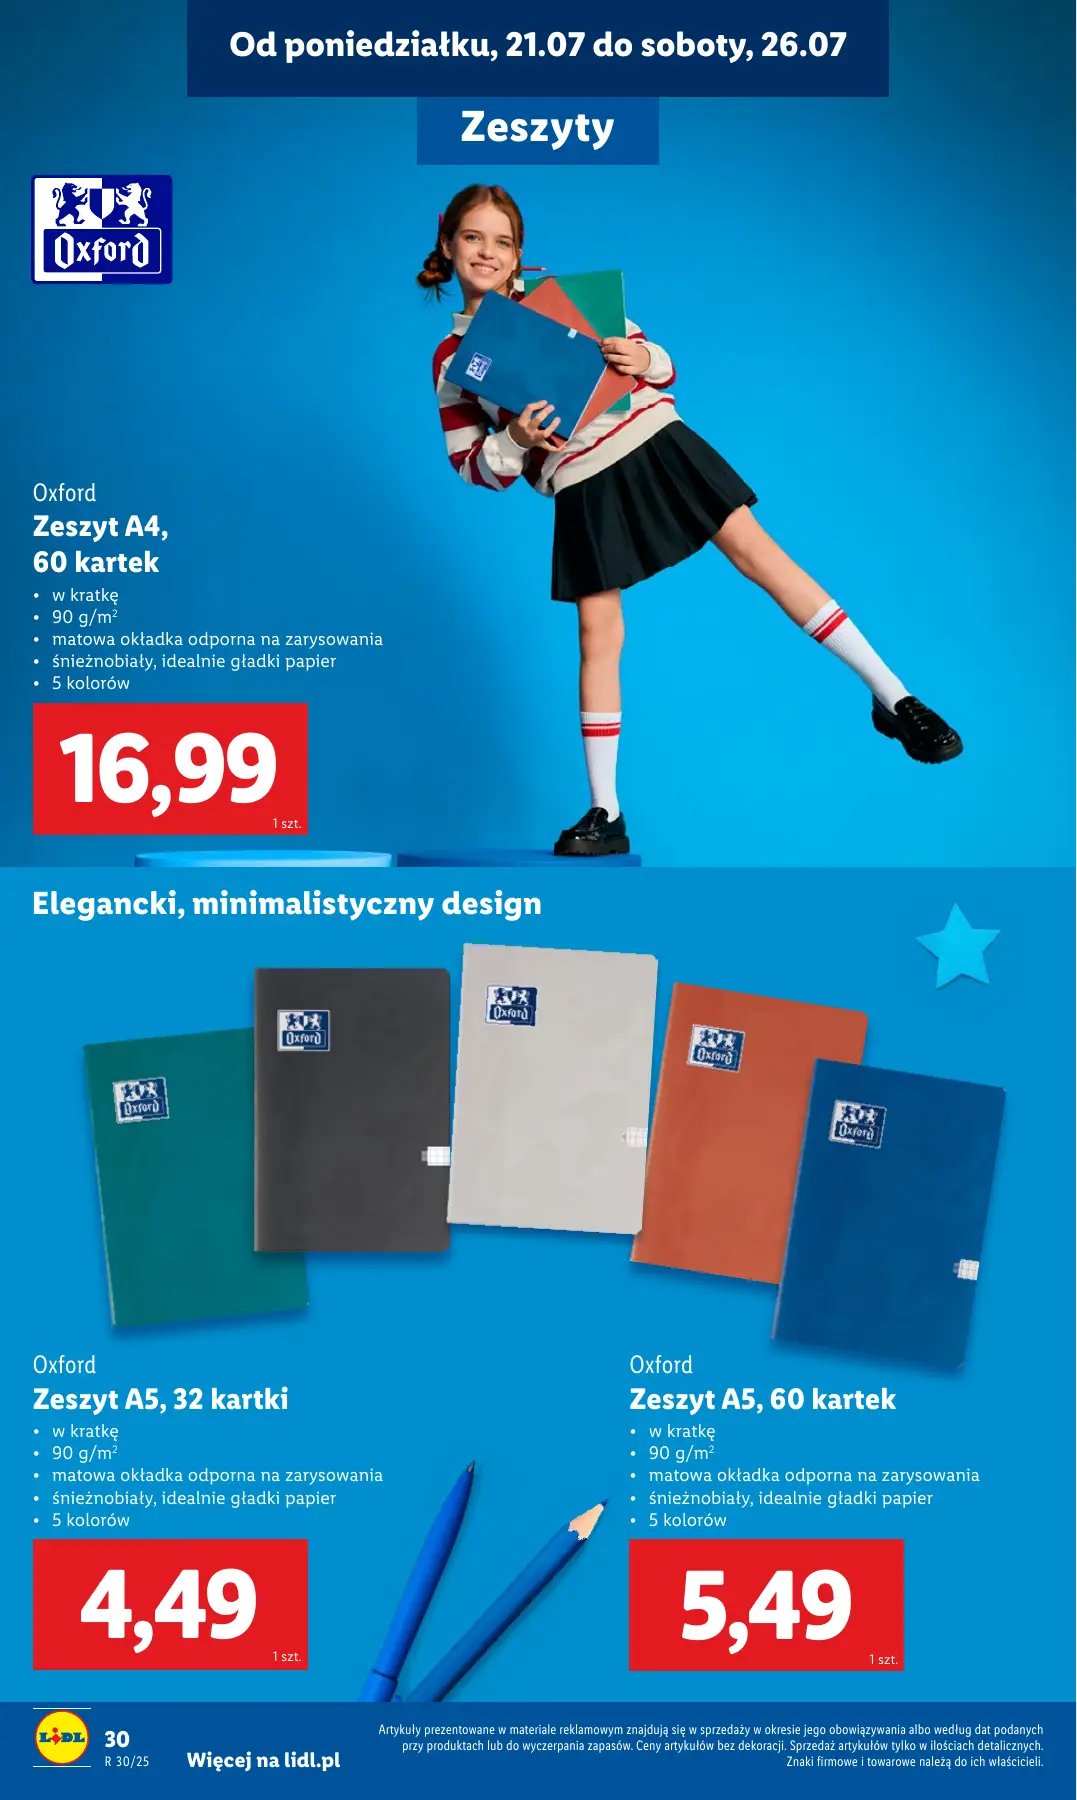 Od poniedziałku, 21.07 do soboty, 26.07
Zeszyty
Oxford
Oxford
Zeszyt A4,
60 kartek
• w kratkę
• 90 g/m²
• matowa okładka odporna na zarysowania
• śnieżnobiały, idealnie gładki papier
• 5 kolorów
16,99
1 szt.
Elegancki, minimalistyczny design
Oxford
Oxford
Oxford
Oxford
Oxford
Oxford
Zeszyt A5, 32 kartki
• w kratkę
• 90 g/m²
• matowa okładka odporna na zarysowania
• śnieżnobiały, idealnie gładki papier
• 5 kolorów
4,49
1 szt.
Oxford
Zeszyt A5, 60 kartek
• w kratkę
• 90 g/m²
• matowa okładka odporna na zarysowania
• śnieżnobiały, idealnie gładki papier
• 5 kolorów
5,49
1 szt.
LIDL
30
R 30/25
Więcej na lidl.pl
Artykuły prezentowane w materiale reklamowym znajdują się w sprzedaży w okresie jego obowiązywania albo według dat podanych
przy produktach lub do wyczerpania zapasów. Ceny artykułów bez dekoracji. Sprzedaż artykułów tylko w ilościach detalicznych.
Znaki firmowe i towarowe należą do ich właścicieli.